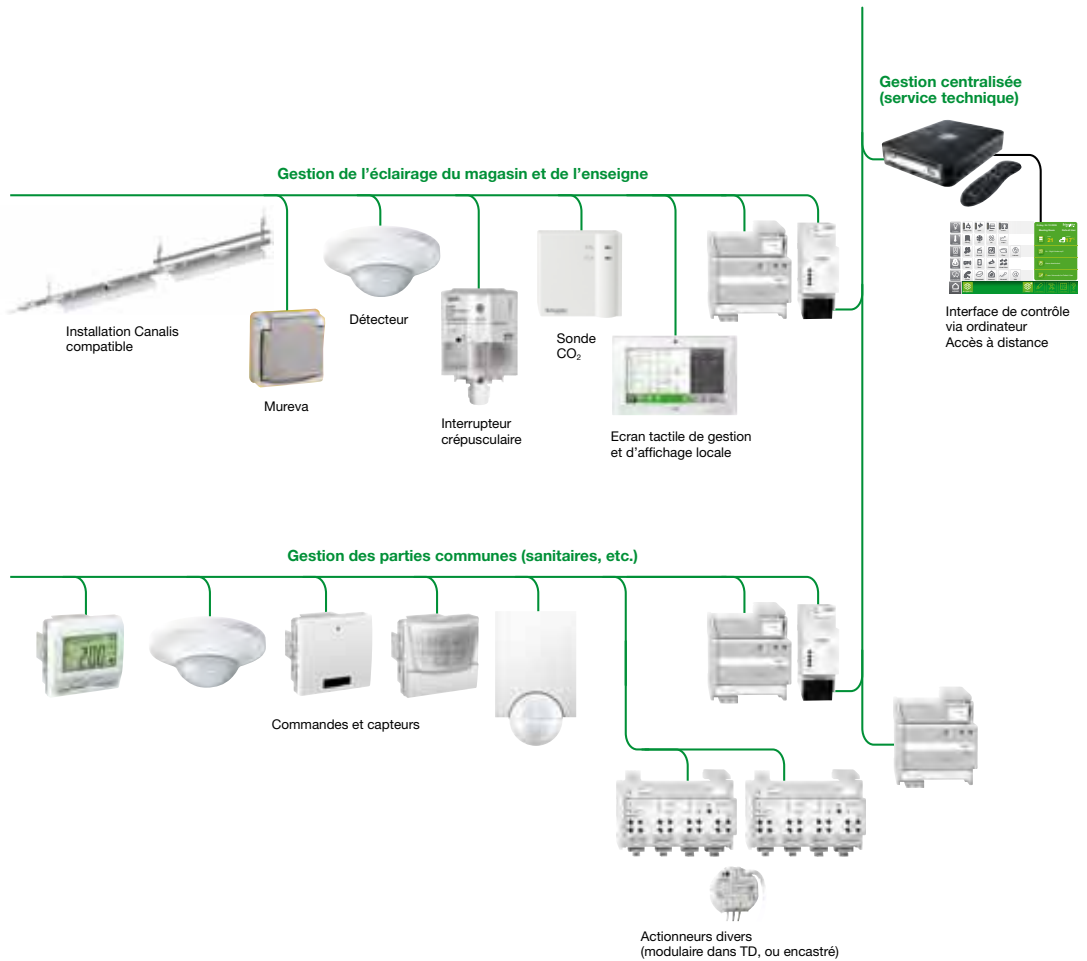 Gestion centralisée
(service technique)
Gestion de l'éclairage du magasin et de l'enseigne
Installation Canalis
compatible
Mureva
Détecteur
Interrupteur
crépusculaire
Sonde
CO₂
Ecran tactile de gestion
et d'affichage locale
Interface de contrôle
via ordinateur
Accès à distance
Gestion des parties communes (sanitaires, etc.)
Commandes et capteurs
Actionneurs divers
(modulaire dans TD, ou encastré)